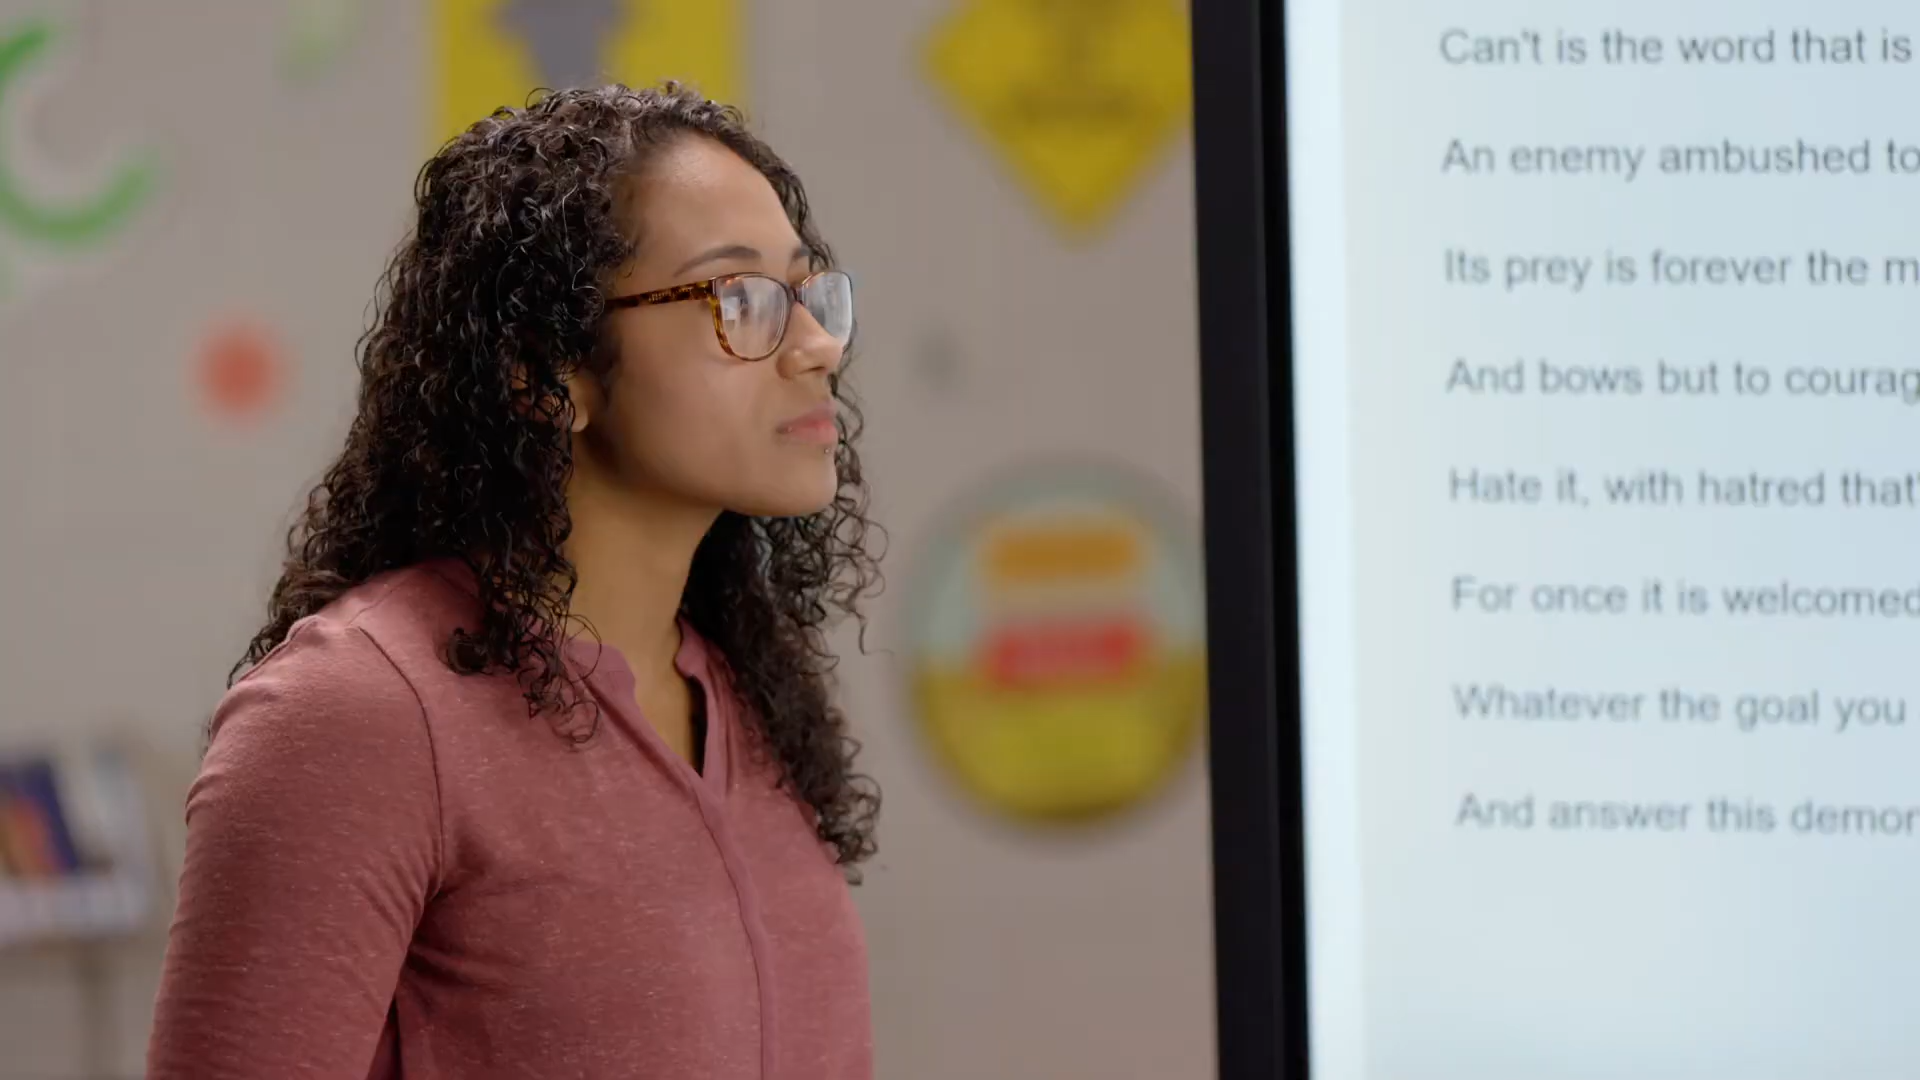 Can't is the word that is
An enemy ambushed to
Its prey is forever the m
And bows but to courag
Hate it, with hatred that'
For once it is welcomed
Whatever the goal you
And answer this demon